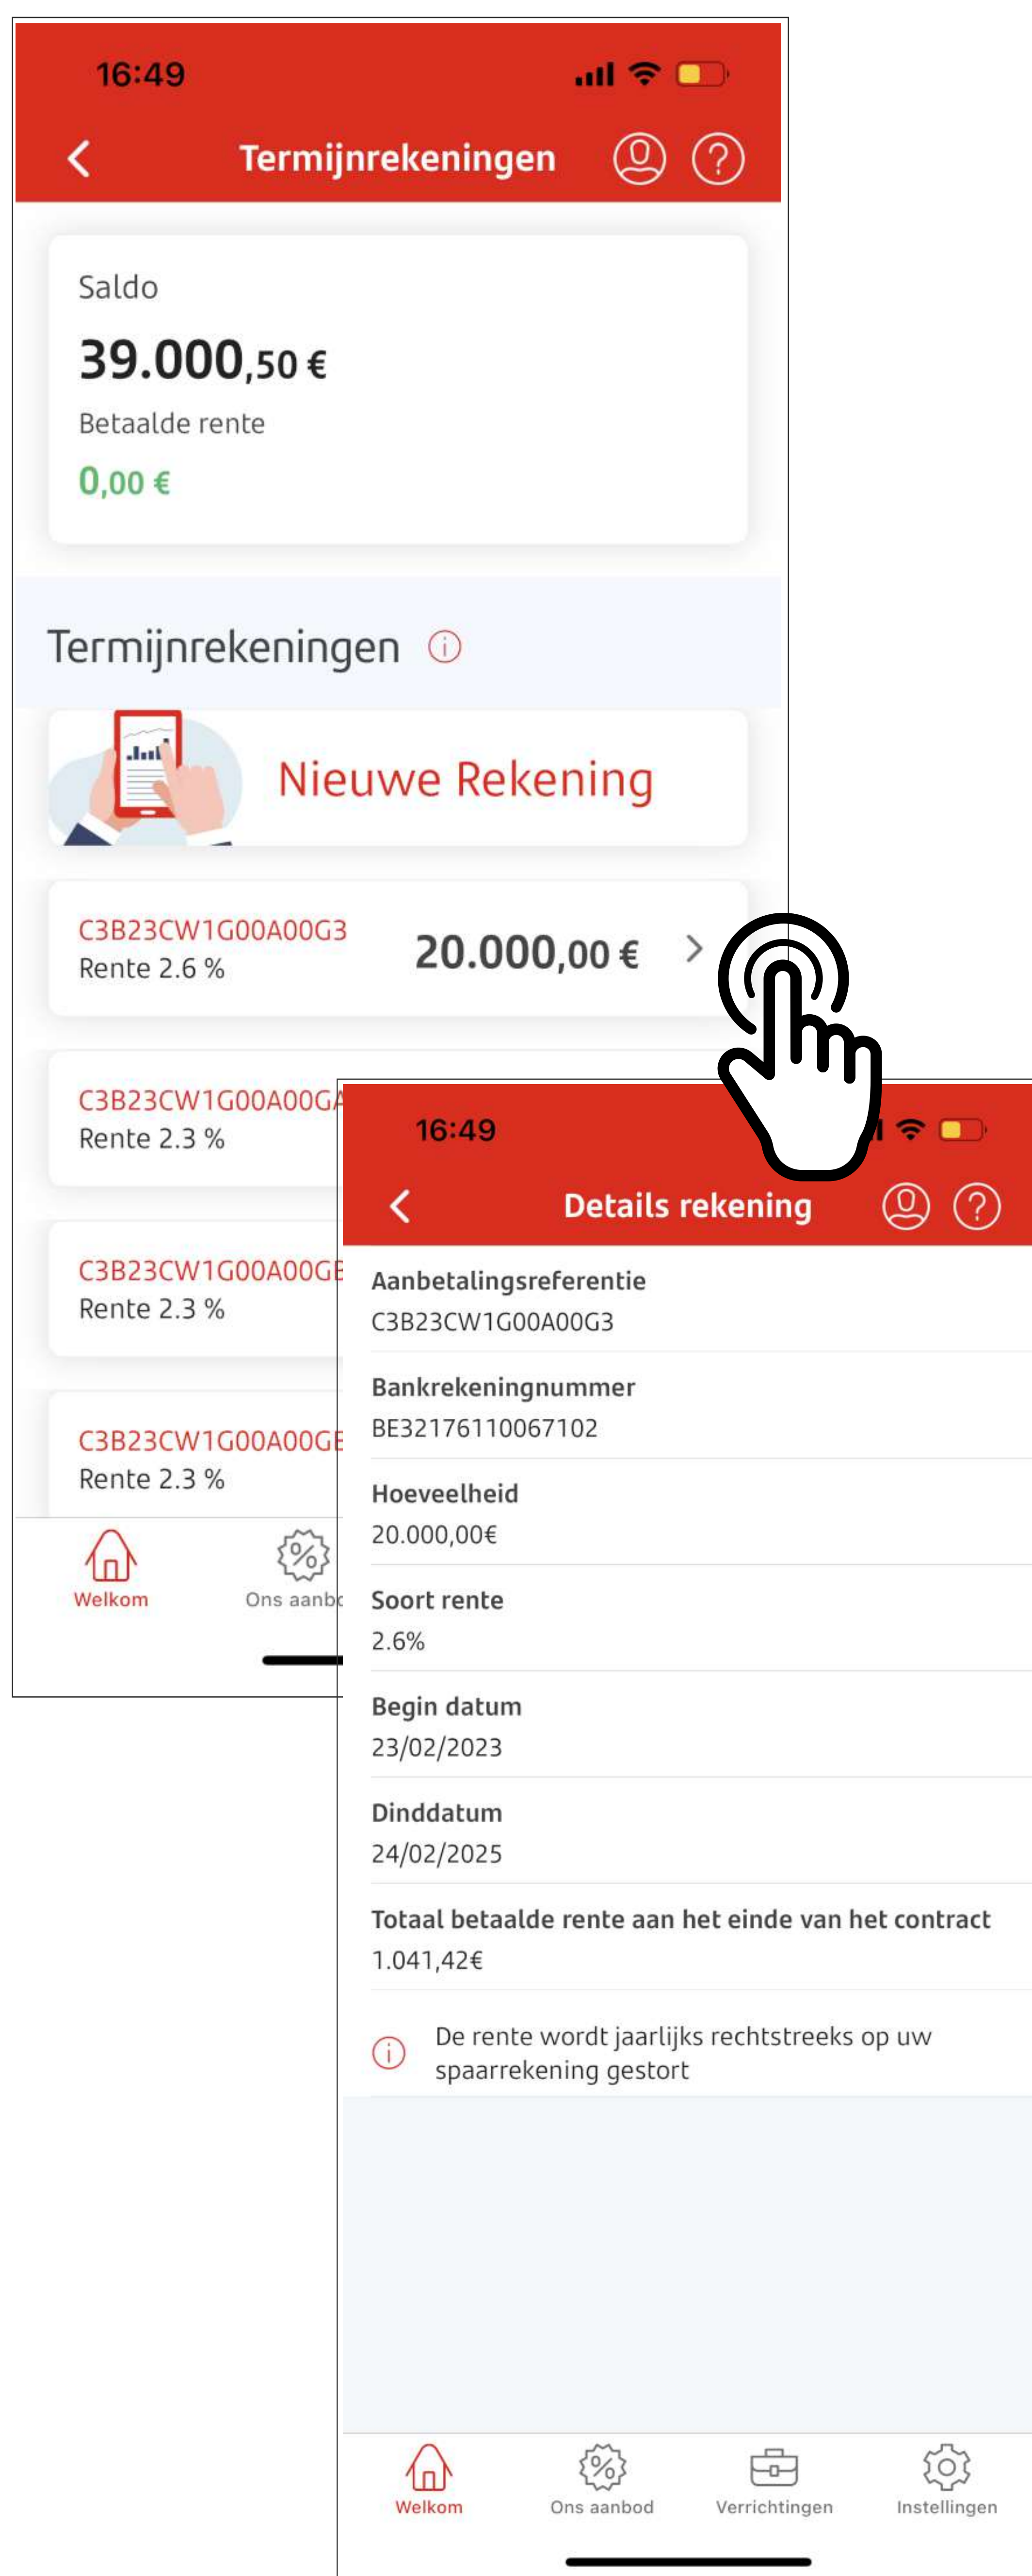 16:49
Termijnrekeningen
Saldo
39.000,50 €
Betaalde rente
0,00 €
Termijnrekeningen
Nieuwe Rekening
C3B23CW1G00A00G3
Rente 2.6 %
20.000,00 €
C3B23CW1G00A00GA
Rente 2.3 %
Rente 2.3 %
Rente 2.3 %
Welkom
Ons
16:49
Details rekening
Aanbetalingsreferentie
C3B23CW1G00A00G3
Bankrekeningnummer
BE32176110067102
Hoeveelheid
20.000,00€
Soort rente
2.6%
Begin datum
23/02/2023
Dinddatum
24/02/2025
Totaal betaalde rente aan het einde van het contract
1.041,42€
De rente wordt jaarlijks rechtstreeks op uw
spaarrekening gestort
Welkom
Ons aanbod
Verrichtingen
Instellingen